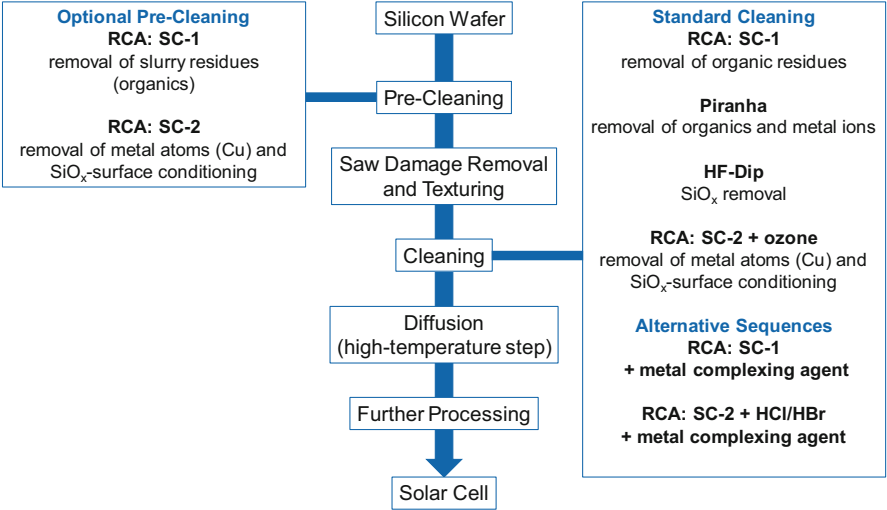 Optional Pre-Cleaning
RCA: SC-1
removal of slurry residues
(organics)
RCA: SC-2
removal of metal atoms (Cu) and
SiOₓ-surface conditioning
Silicon Wafer
Pre-Cleaning
Saw Damage Removal
and Texturing
Cleaning
Diffusion
(high-temperature step)
Further Processing
Solar Cell
Standard Cleaning
RCA: SC-1
removal of organic residues
Piranha
removal of organics and metal ions
HF-Dip
SiOₓ removal
RCA: SC-2 + ozone
removal of metal atoms (Cu) and
SiOₓ-surface conditioning
Alternative Sequences
RCA: SC-1
+ metal complexing agent
RCA: SC-2 + HCl/HBr
+ metal complexing agent